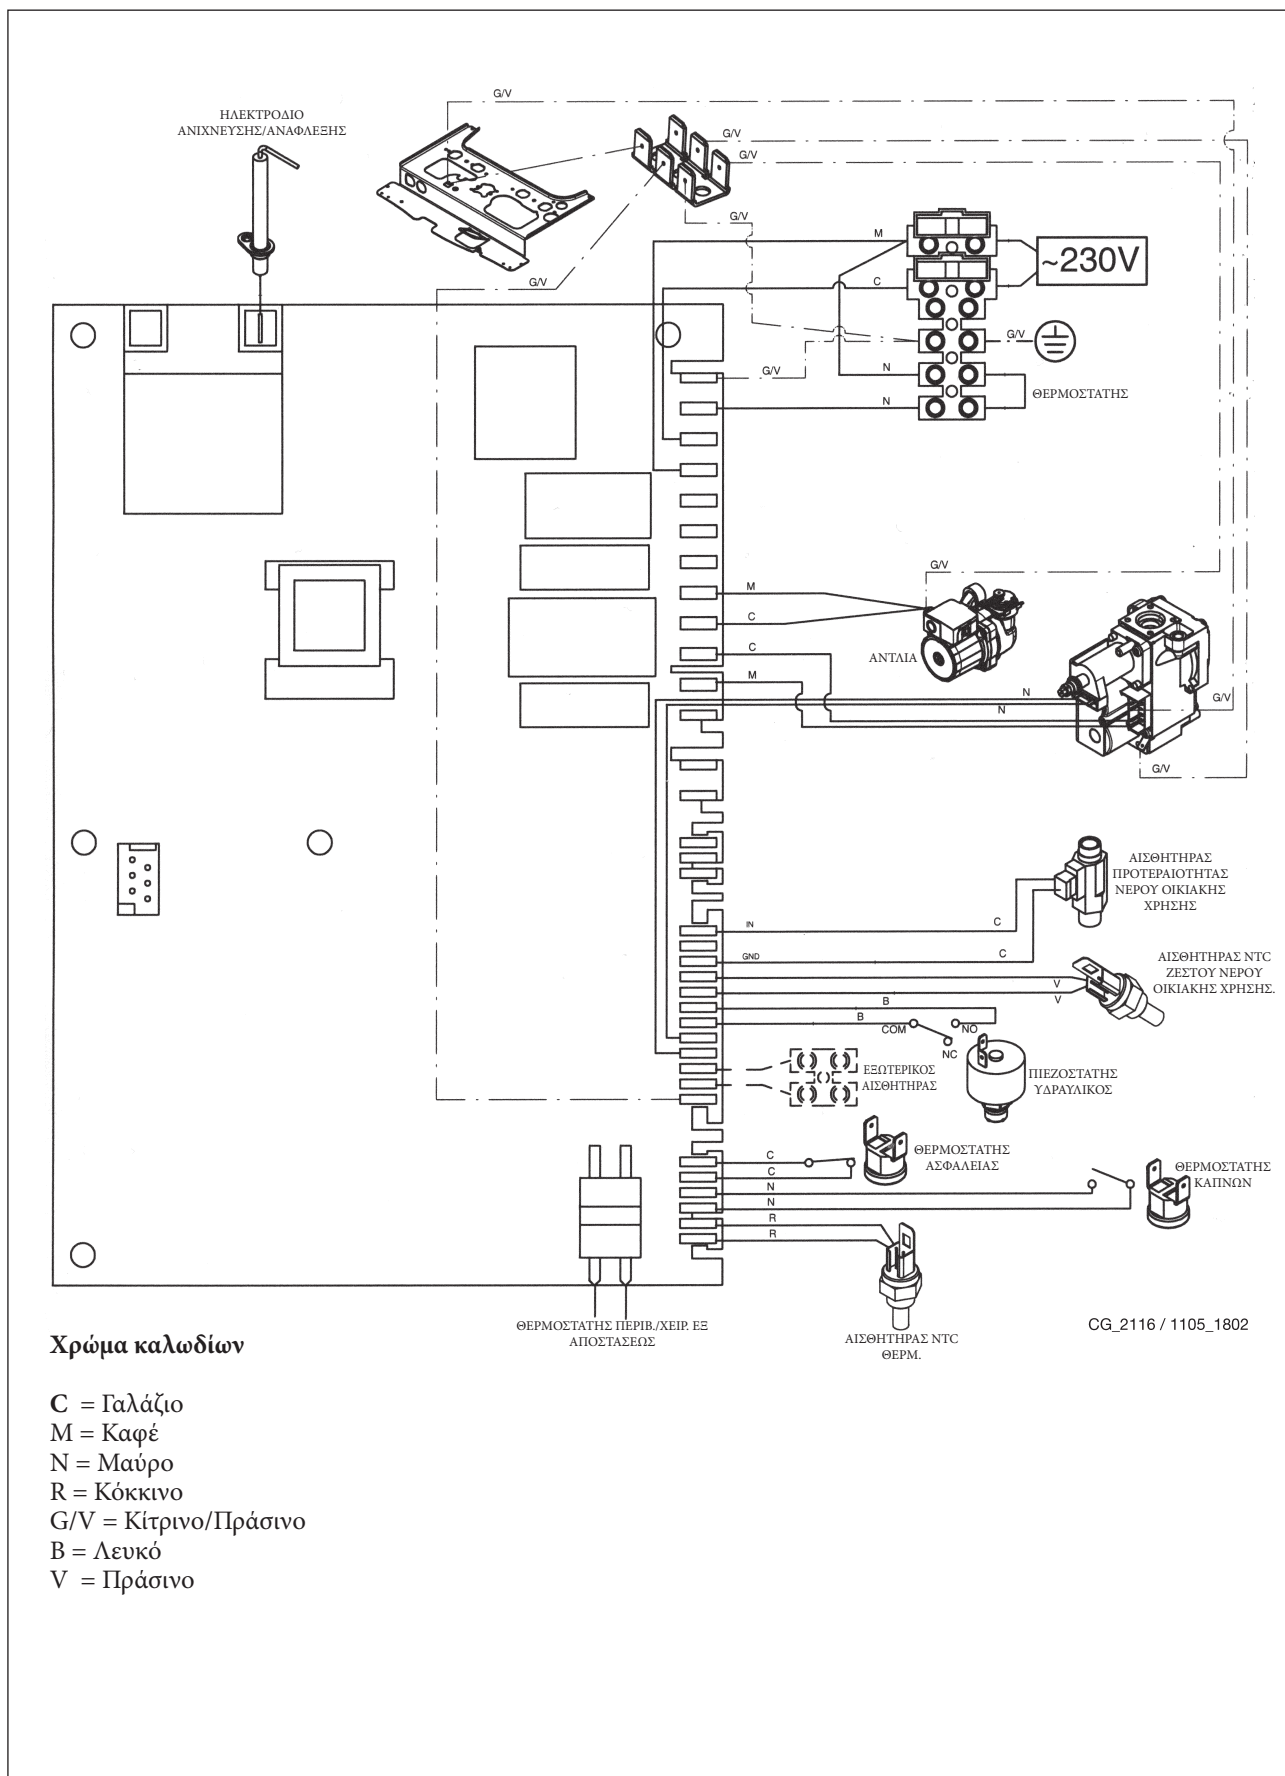 G/V
ΗΛΕΚΤΡΟΔΙΟ
ΑΝΙΧΝΕΥΣΗΣ/ΑΝΑΦΛΕΞΗΣ
G/V
G/V
G/V
M
~230V
G/V
C
G/V
G/V
N
ΘΕΡΜΟΣΤΑΤΗΣ
N
G/V
M
C
ΑΝΤΛΙΑ
C
M
N
G/V
N
G/V
ΑΙΣΘΗΤΗΡΑΣ
ΠΡΟΤΕΡΑΙΟΤΗΤΑΣ
ΝΕΡΟΥ ΟΙΚΙΑΚΗΣ
ΧΡΗΣΗΣ
IN
C
GND
C
ΑΙΣΘΗΤΗΡΑΣ NTC
ΖΕΣΤΟΥ ΝΕΡΟΥ
ΟΙΚΙΑΚΗΣ ΧΡΗΣΗΣ.
V
V
B
B
COM
NO
NC
ΕΞΩΤΕΡΙΚΟΣ
ΑΙΣΘΗΤΗΡΑΣ
ΠΙΕΖΟΣΤΑΤΗΣ
ΥΔΡΑΥΛΙΚΟΣ
C
C
ΘΕΡΜΟΣΤΑΤΗΣ
ΑΣΦΑΛΕΙΑΣ
N
N
ΘΕΡΜΟΣΤΑΤΗΣ
ΚΑΠΝΩΝ
R
R
ΘΕΡΜΟΣΤΑΤΗΣ ΠΕΡΙΒ./ΧΕΙΡ. ΕΞ
ΑΠΟΣΤΑΣΕΩΣ
ΑΙΣΘΗΤΗΡΑΣ NTC
ΘΕΡΜ.
CG_2116 / 1105_1802
Χρώμα καλωδίων
C = Γαλάζιο
M = Καφέ
N = Μαύρο
R = Κόκκινο
G/V = Κίτρινο/Πράσινο
B = Λευκό
V = Πράσινο